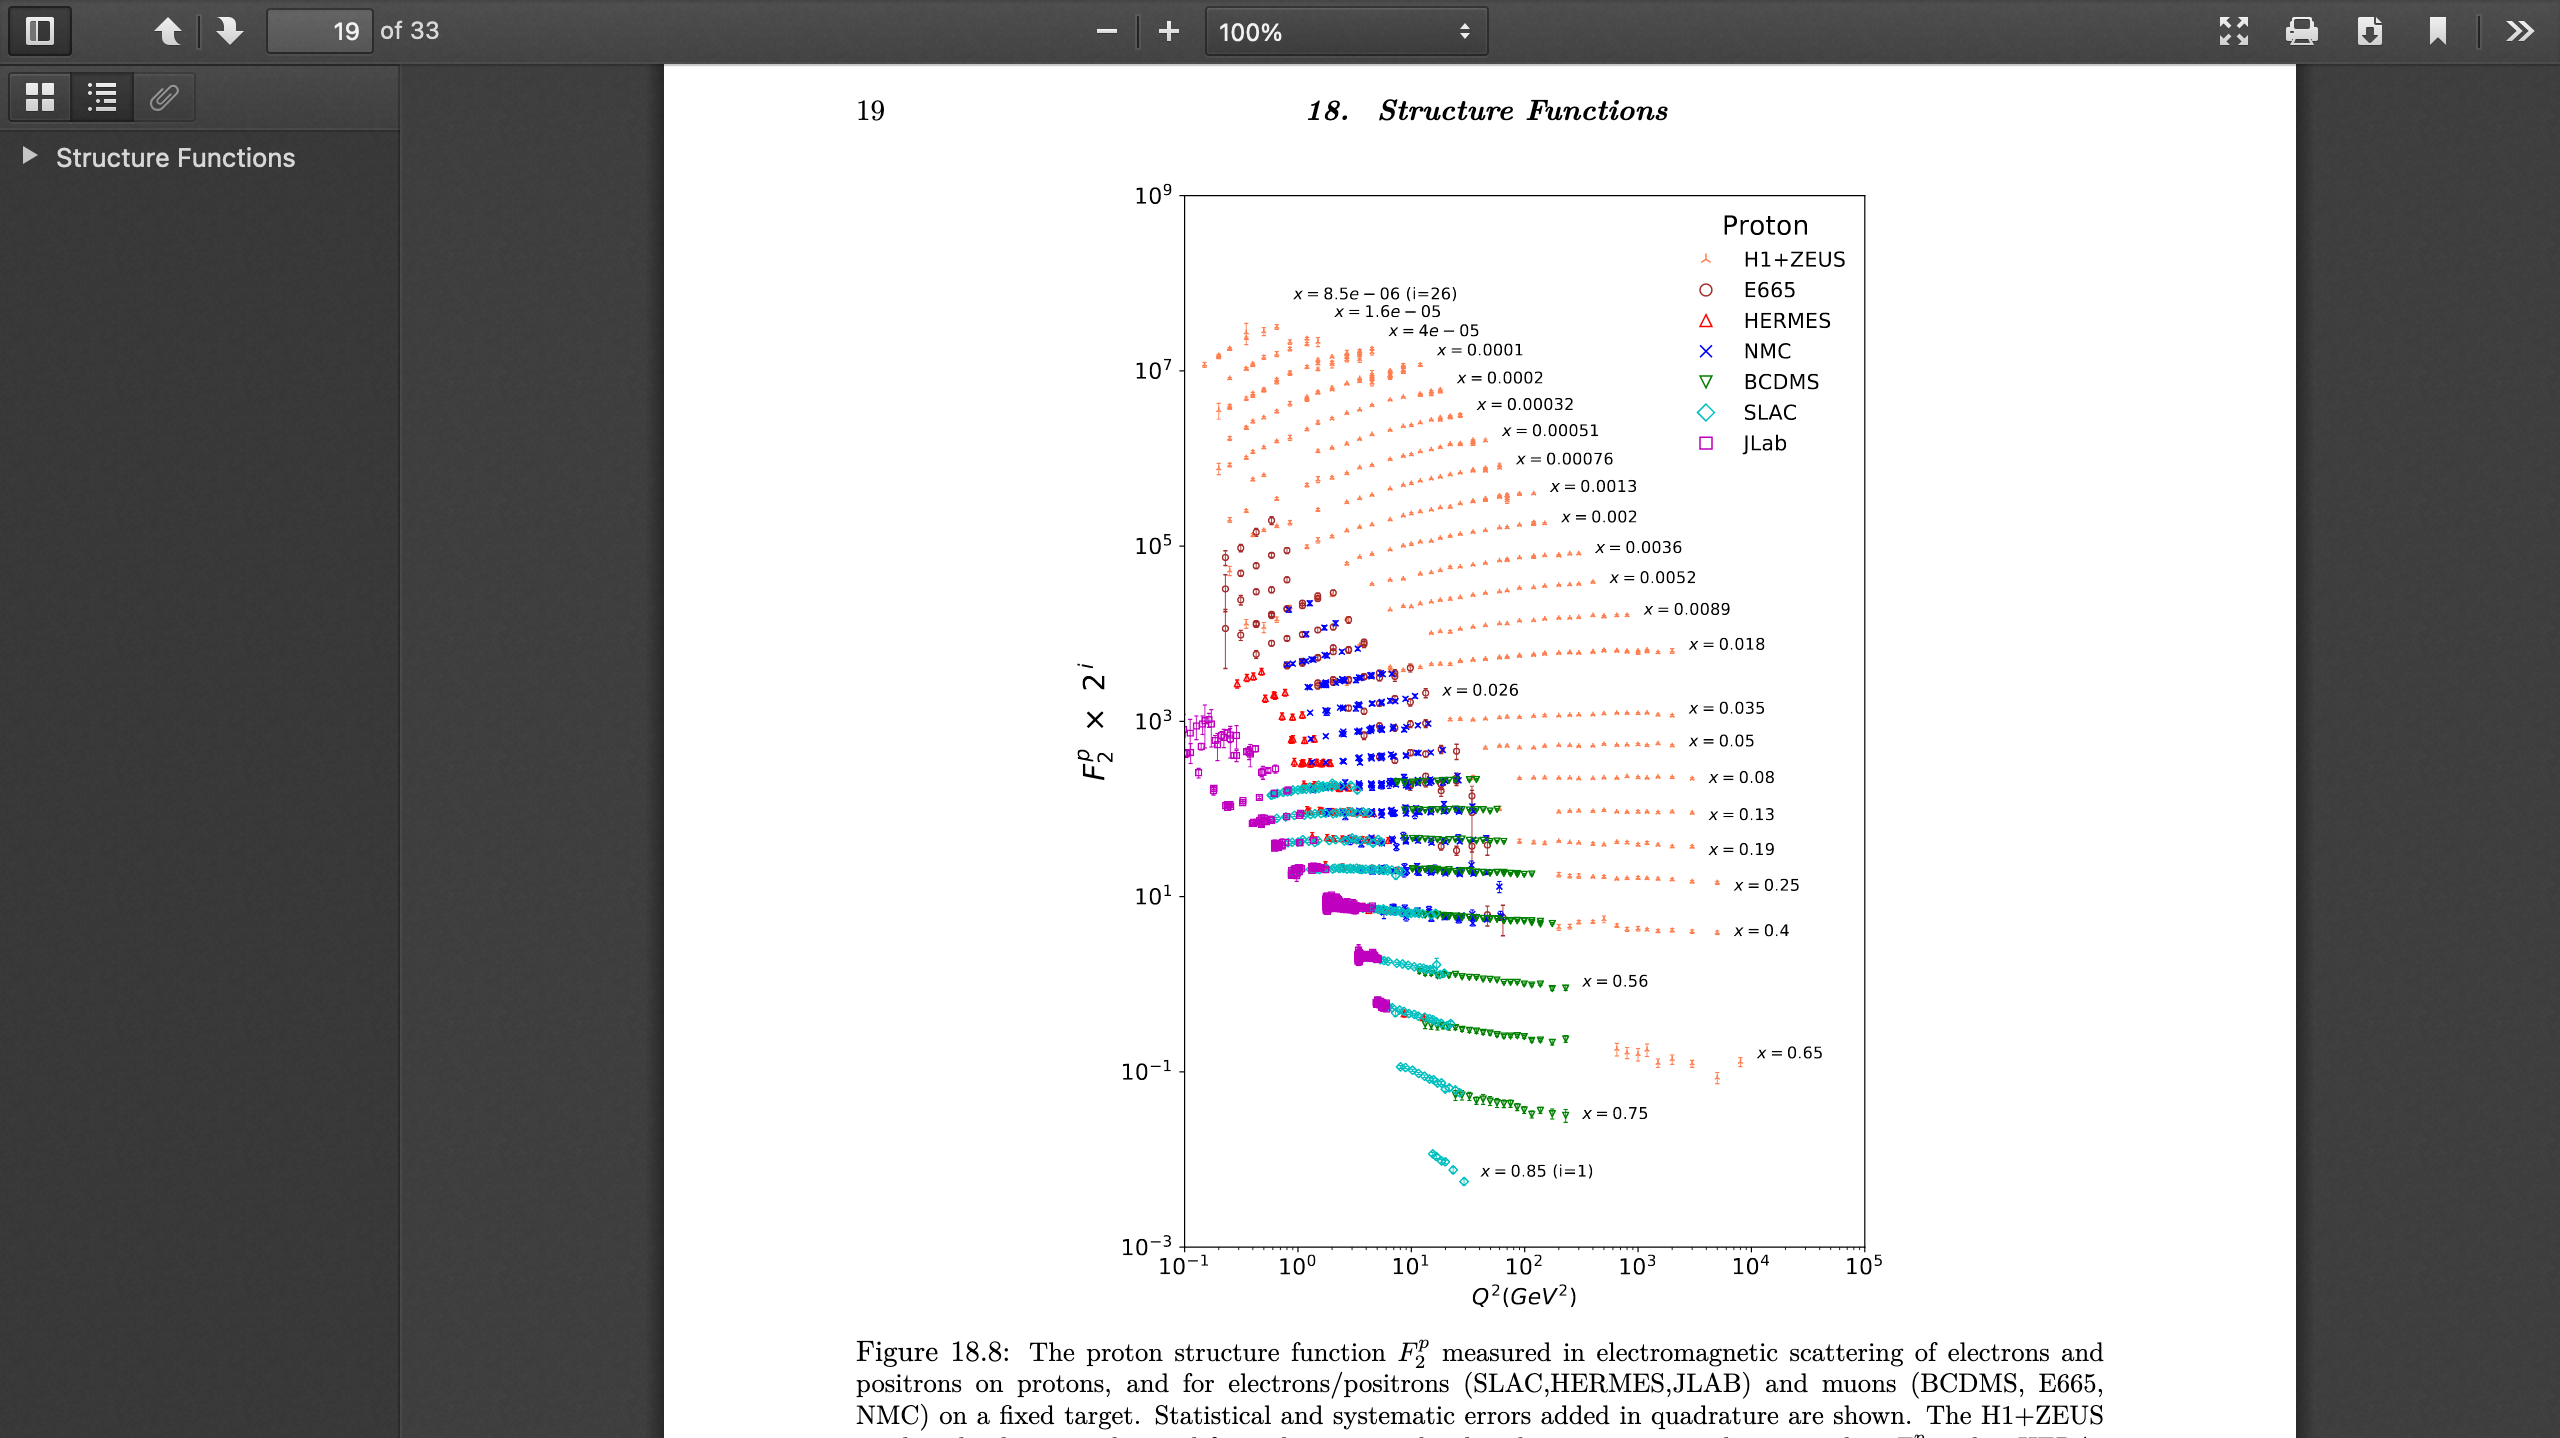 19 of 33
100%
Structure Functions
19
18. Structure Functions
10^9
10^7
10^5
10^3
10^1
10^−1
10^−3
F_2^p × 2^i
Proton
H1+ZEUS
E665
HERMES
NMC
BCDMS
SLAC
JLab
x = 8.5e − 06 (i=26)
x = 1.6e − 05
x = 4e − 05
x = 0.0001
x = 0.0002
x = 0.00032
x = 0.00051
x = 0.00076
x = 0.0013
x = 0.002
x = 0.0036
x = 0.0052
x = 0.0089
x = 0.018
x = 0.026
x = 0.035
x = 0.05
x = 0.08
x = 0.13
x = 0.19
x = 0.25
x = 0.4
x = 0.56
x = 0.65
x = 0.75
x = 0.85 (i=1)
10^−1 10^0 10^1 10^2 10^3 10^4 10^5
Q^2(GeV^2)
Figure 18.8: The proton structure function F_2^p measured in electromagnetic scattering of electrons and
positrons on protons, and for electrons/positrons (SLAC,HERMES,JLAB) and muons (BCDMS, E665,
NMC) on a fixed target. Statistical and systematic errors added in quadrature are shown. The H1+ZEUS